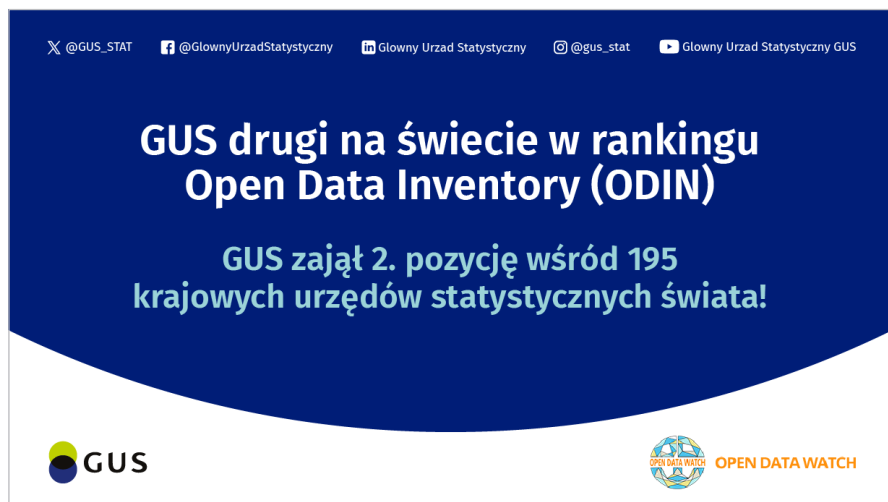 @GUS_STAT @GlownyUrzadStatystyczny Glowny Urzad Statystyczny @gus_stat Glowny Urzad Statystyczny GUS
GUS drugi na świecie w rankingu
Open Data Inventory (ODIN)
GUS zajął 2. pozycję wśród 195
krajowych urzędów statystycznych świata!
GUS
OPEN DATA WATCH OPEN DATA WATCH